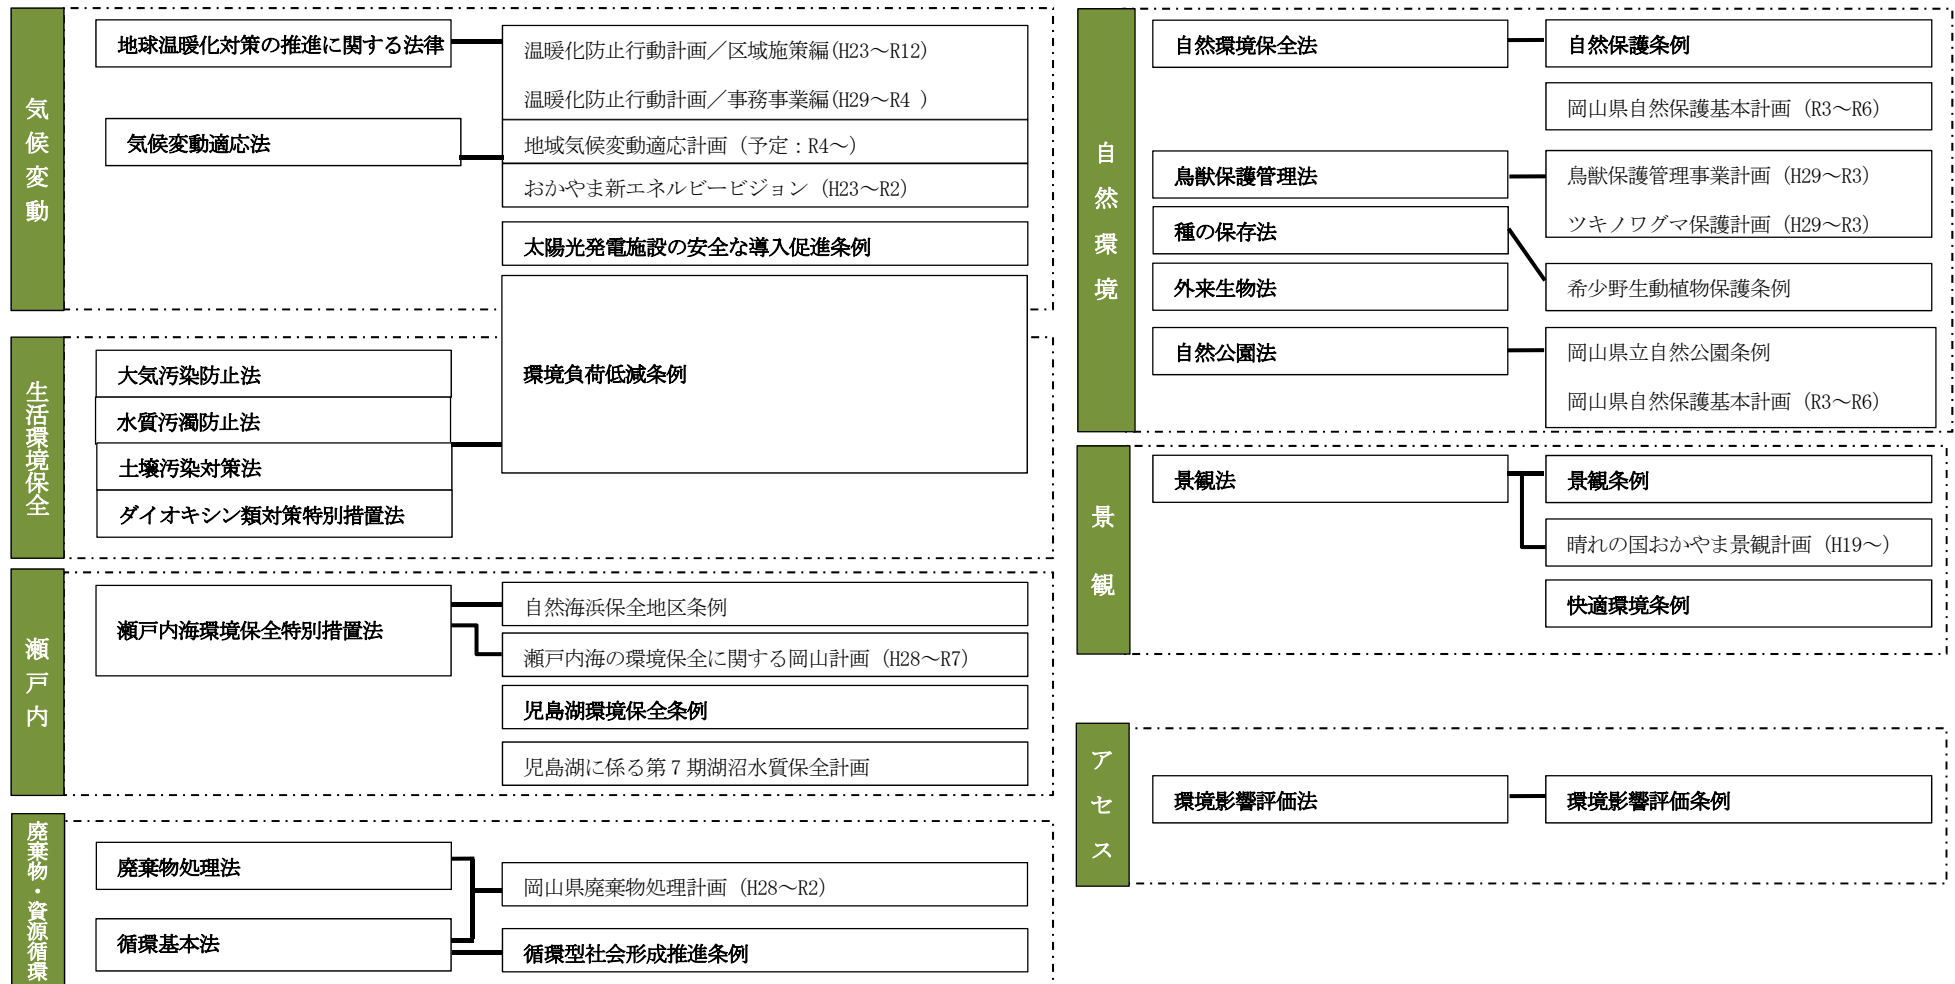 気候変動
地球温暖化対策の推進に関する法律
温暖化防止行動計画／区域施策編(H23～R12)
温暖化防止行動計画／事務事業編(H29～R4 )
気候変動適応法
地域気候変動適応計画（予定：R4～）
おかやま新エネルビービジョン（H23～R2）
太陽光発電施設の安全な導入促進条例
生活環境保全
大気汚染防止法
水質汚濁防止法
土壌汚染対策法
ダイオキシン類対策特別措置法
環境負荷低減条例
瀬戸内
瀬戸内海環境保全特別措置法
自然海浜保全地区条例
瀬戸内海の環境保全に関する岡山計画（H28～R7）
児島湖環境保全条例
児島湖に係る第７期湖沼水質保全計画
廃棄物・資源循環
廃棄物処理法
岡山県廃棄物処理計画（H28～R2）
循環基本法
循環型社会形成推進条例
自然環境
自然環境保全法
自然保護条例
岡山県自然保護基本計画（R3～R6）
鳥獣保護管理法
鳥獣保護管理事業計画（H29～R3）
ツキノワグマ保護計画（H29～R3）
種の保存法
外来生物法
希少野生動植物保護条例
自然公園法
岡山県立自然公園条例
岡山県自然保護基本計画（R3～R6）
景観
景観法
景観条例
晴れの国おかやま景観計画（H19～）
快適環境条例
アセス
環境影響評価法
環境影響評価条例